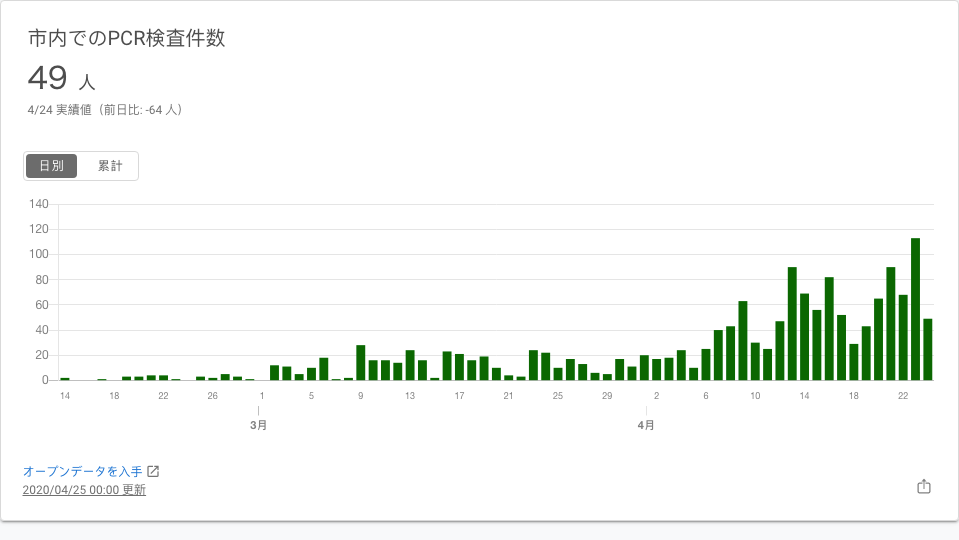 市内でのPCR検査件数
49 人
4/24 実績値（前日比: -64 人）
日別 累計
140
120
100
80
60
40
20
0
14 18 22 26 1 5 9 13 17 21 25 29 2 6 10 14 18 22
3月 4月
オープンデータを入手
2020/04/25 00:00 更新